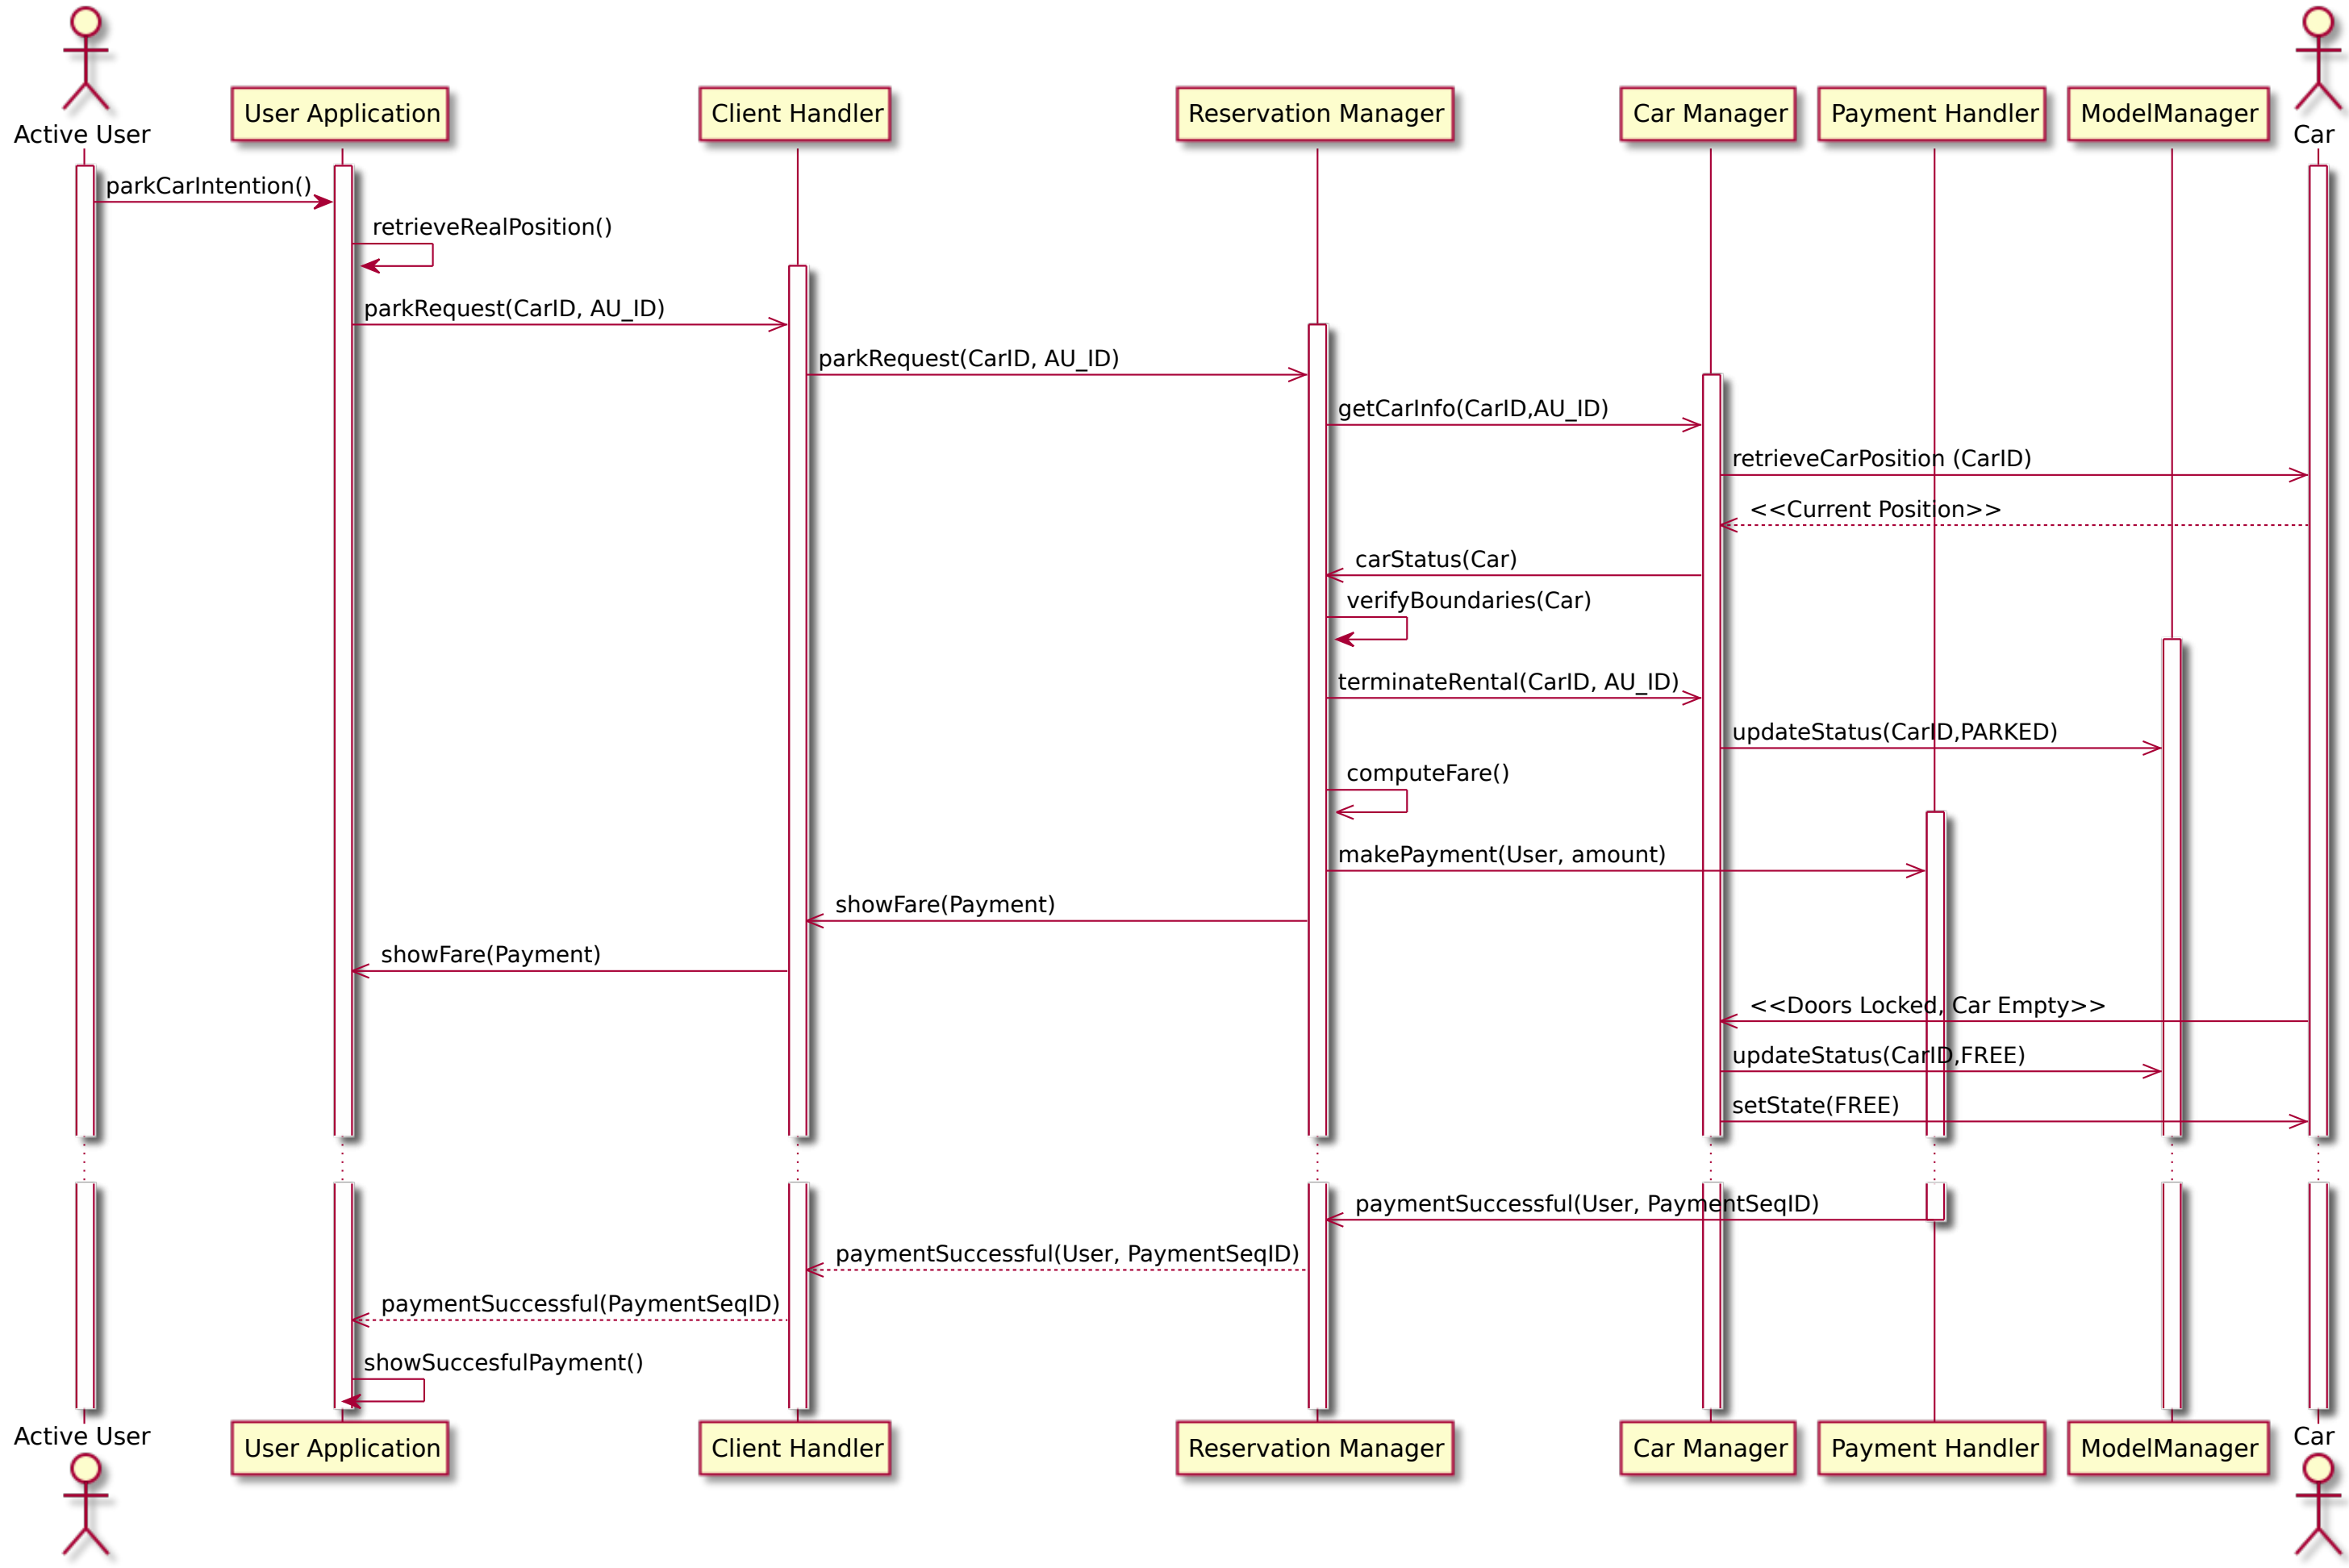 Active User
User Application
Client Handler
Reservation Manager
Car Manager
Payment Handler
ModelManager
Car
parkCarIntention()
retrieveRealPosition()
parkRequest(CarID, AU_ID)
parkRequest(CarID, AU_ID)
getCarInfo(CarID,AU_ID)
retrieveCarPosition (CarID)
<<Current Position>>
carStatus(Car)
verifyBoundaries(Car)
terminateRental(CarID, AU_ID)
updateStatus(CarID,PARKED)
computeFare()
makePayment(User, amount)
showFare(Payment)
showFare(Payment)
<<Doors Locked, Car Empty>>
updateStatus(CarID,FREE)
setState(FREE)
paymentSuccessful(User, PaymentSeqID)
paymentSuccessful(User, PaymentSeqID)
paymentSuccessful(PaymentSeqID)
showSuccesfulPayment()
Active User
User Application
Client Handler
Reservation Manager
Car Manager
Payment Handler
ModelManager
Car